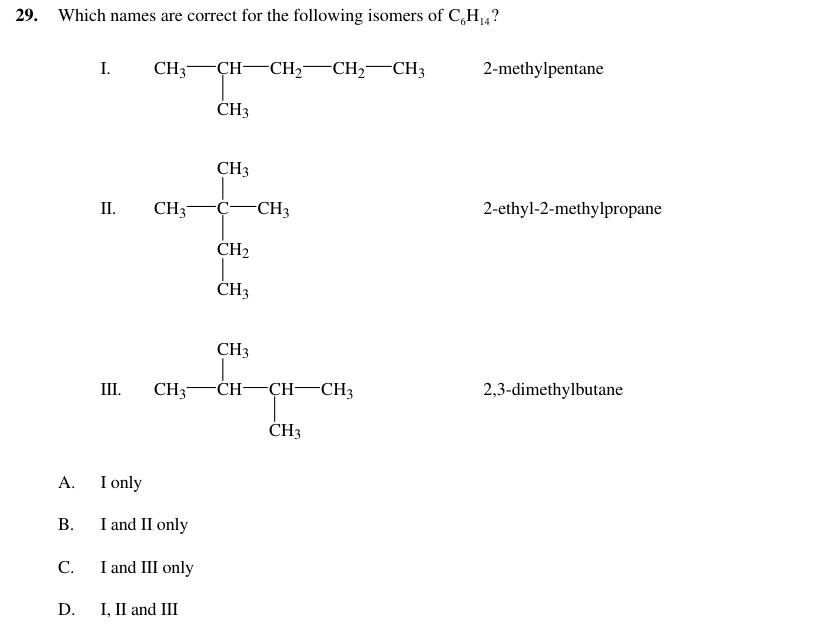 29. Which names are correct for the following isomers of C₆H₁₄?
I. CH₃—CH—CH₂—CH₂—CH₃ 2-methylpentane
CH₃
CH₃
II. CH₃—C—CH₃ 2-ethyl-2-methylpropane
CH₂
CH₃
CH₃
III. CH₃—CH—CH—CH₃ 2,3-dimethylbutane
CH₃
A. I only
B. I and II only
C. I and III only
D. I, II and III